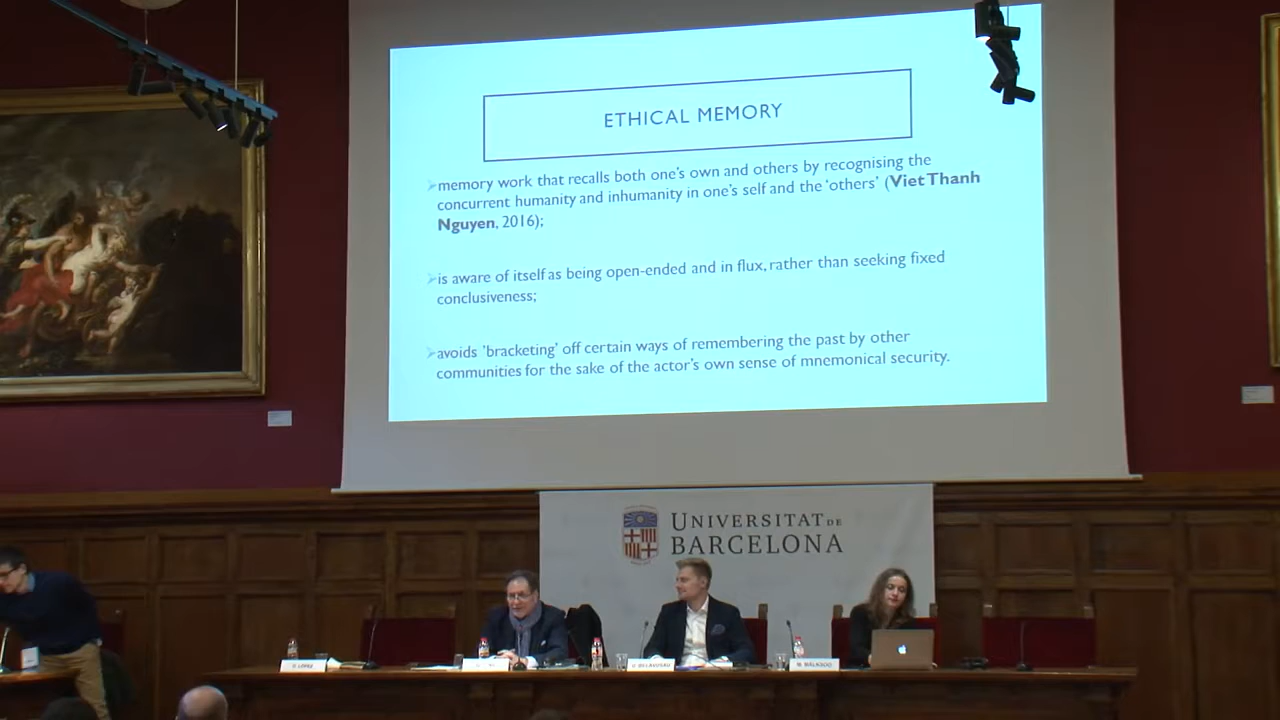 ETHICAL MEMORY
memory work that recalls both one's own and others by recognising the
concurrent humanity and inhumanity in one's self and the 'others' (Viet Thanh
Nguyen, 2016);
is aware of itself as being open-ended and in flux, rather than seeking fixed
conclusiveness;
avoids 'bracketing' off certain ways of remembering the past by other
communities for the sake of the actor's own sense of mnemonical security.
UNIVERSITAT DE
BARCELONA